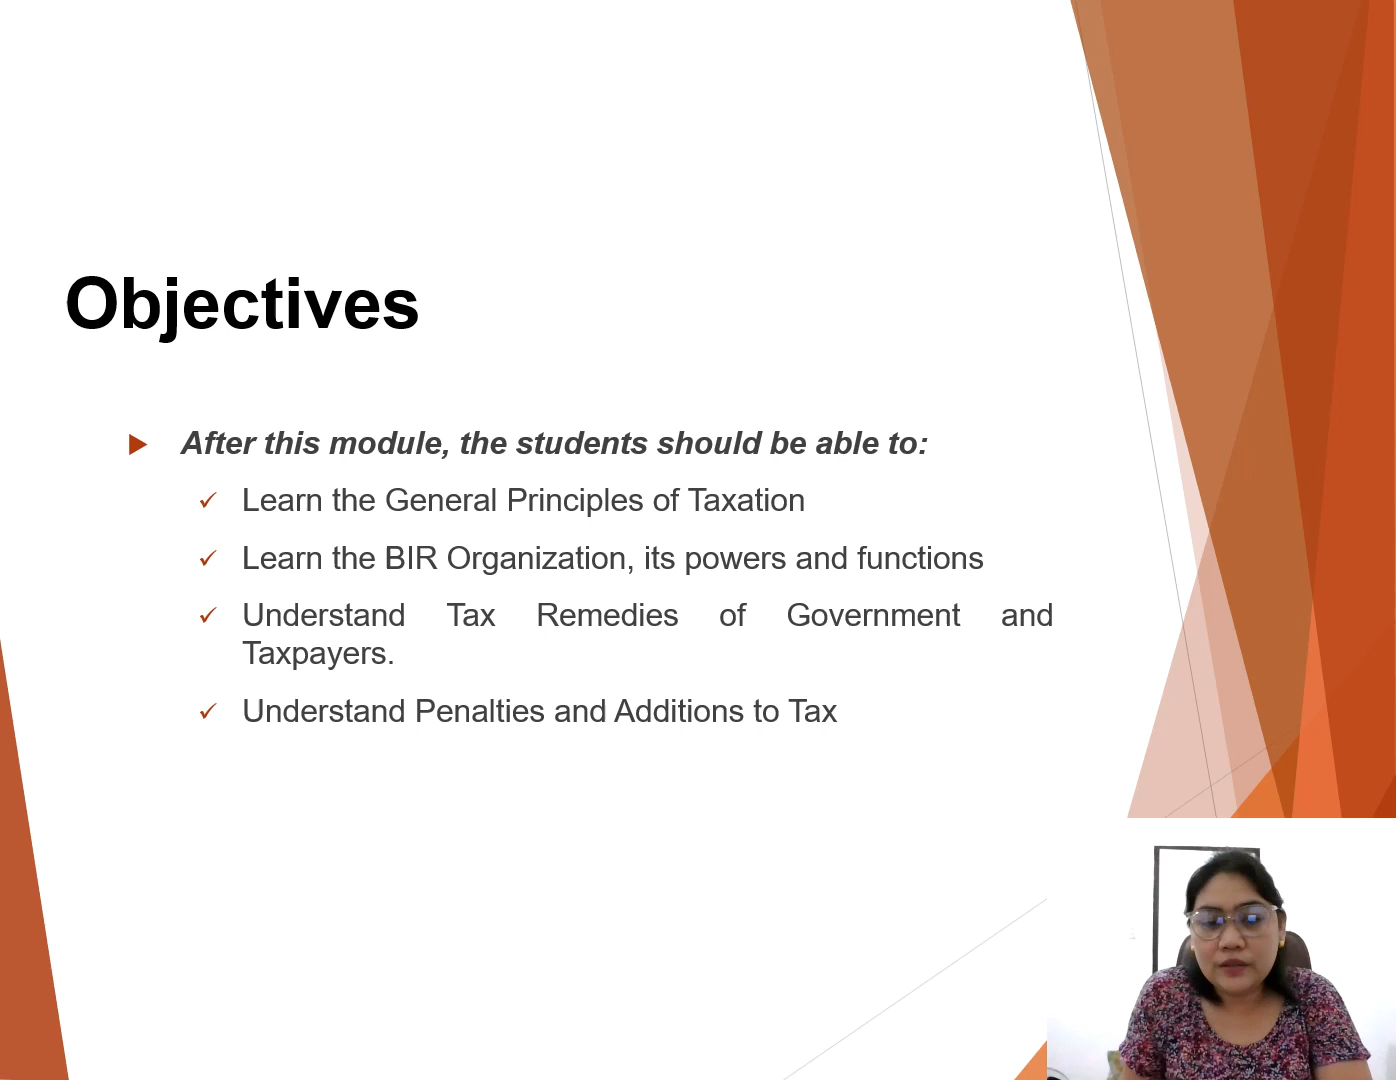 Objectives
After this module, the students should be able to:
Learn the General Principles of Taxation
Learn the BIR Organization, its powers and functions
Understand Tax Remedies of Government and
Taxpayers.
Understand Penalties and Additions to Tax